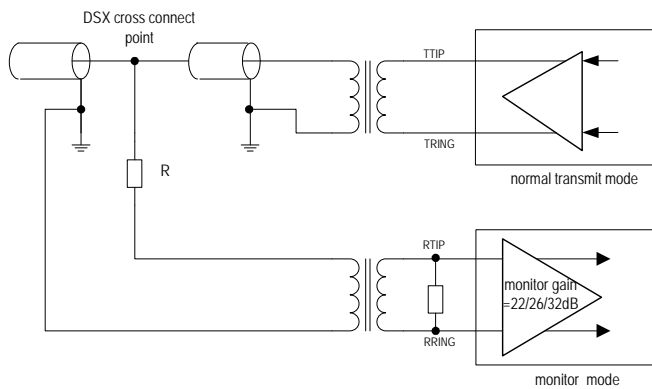 DSX cross connect
point
TTIP
TRING
normal transmit mode
R
RTIP
monitor gain
=22/26/32dB
RRING
monitor mode